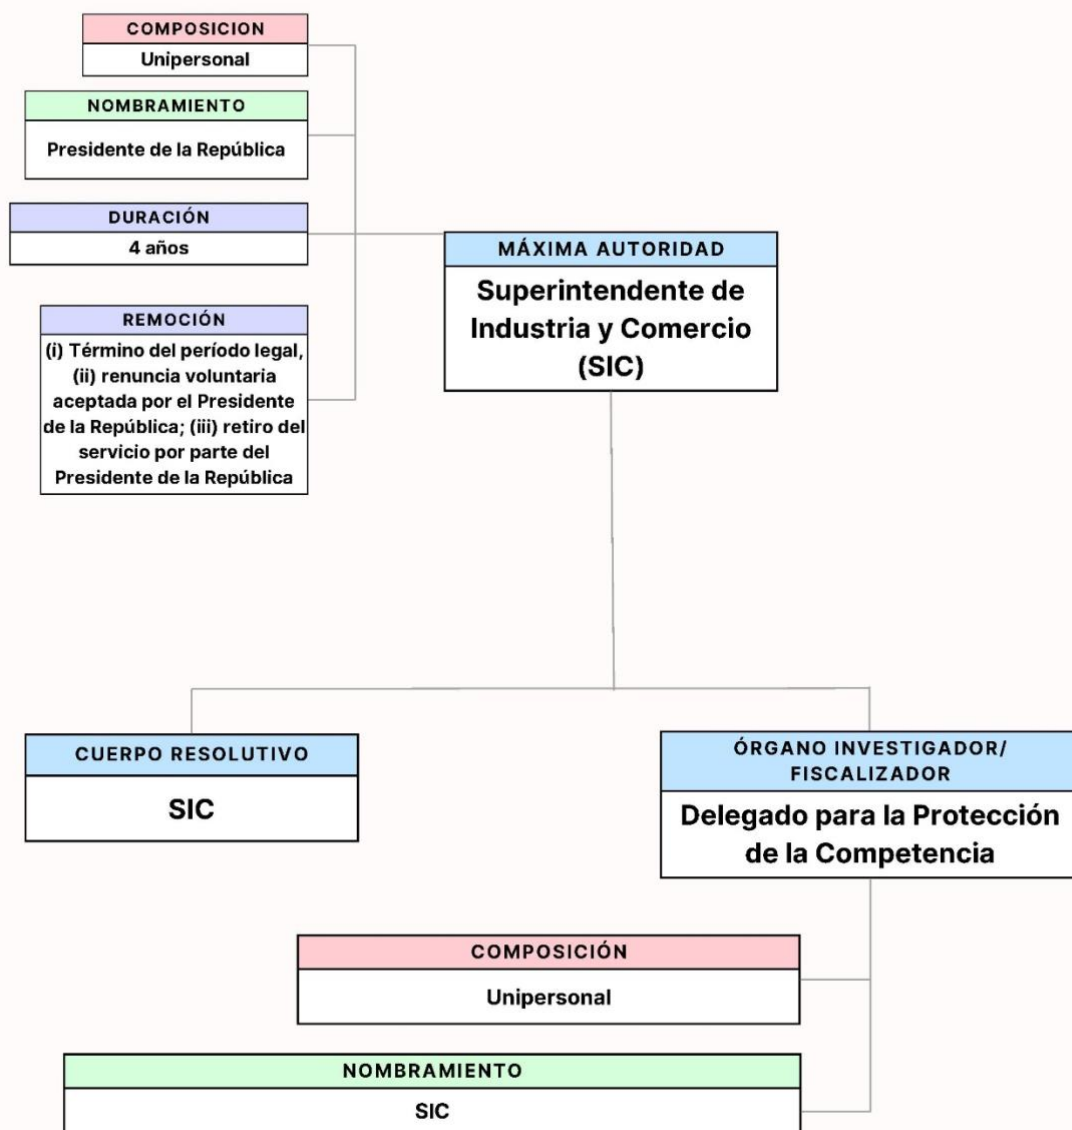 COMPOSICION
Unipersonal
NOMBRAMIENTO
Presidente de la República
DURACIÓN
4 años
REMOCIÓN
(i) Término del período legal,
(ii) renuncia voluntaria
aceptada por el Presidente
de la República; (iii) retiro del
servicio por parte del
Presidente de la República
MÁXIMA AUTORIDAD
Superintendente de
Industria y Comercio
(SIC)
CUERPO RESOLUTIVO
SIC
ÓRGANO INVESTIGADOR/
FISCALIZADOR
Delegado para la Protección
de la Competencia
COMPOSICIÓN
Unipersonal
NOMBRAMIENTO
SIC